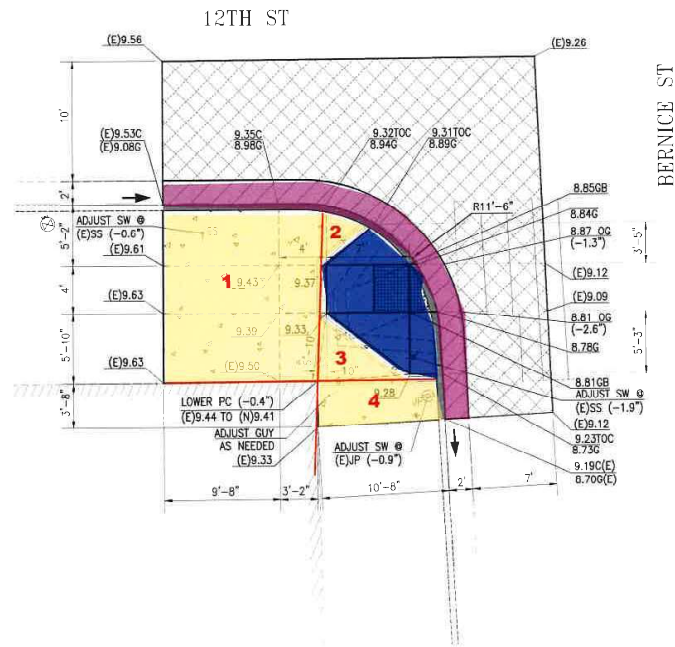 12TH ST
BERNICE ST
(E)9.56
(E)9.26
10'
(E)9.53C
(E)9.08G
9.35C
8.98G
9.32TOC
8.94G
9.31TOC
8.89G
2'
R11'-6"
8.85GB
8.84G
8.87 OG
(-1.3")
3'-5"
ADJUST SW @
(E)SS (-0.6")
SS
5'-2"
2
4'
(E)9.61
1
9.43
9.37
(E)9.12
(E)9.09
4'
(E)9.63
9.39
9.33
8.81 OG
(-2.6")
8.78G
5'-3"
5'-10"
3
5'-10"
(E)9.50
10'
(E)9.63
8.81GB
ADJUST SW @
(E)SS (-1.9")
3'-8"
LOWER PC (-0.4")
(E)9.44 TO (N)9.41
9.28
4
JP
(E)9.12
ADJUST GUY
AS NEEDED
(E)9.33
ADJUST SW @
(E)JP (-0.9")
9.23TOC
8.73G
9.19C(E)
8.70G(E)
9'-8"
3'-2"
10'-8"
2'
7'